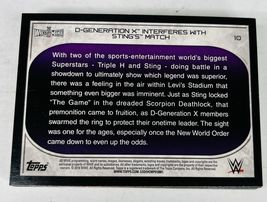 D-GENERATION X INTERFERES WITH
STING'S MATCH
10
With two of the sports-entertainment world's biggest
Superstars - Triple H and Sting - doing battle in a
showdown to ultimately show which legend was superior,
there was a feeling in the air within Levi's Stadium that
something even bigger was imminent. Just as Sting locked
"The Game" in the dreaded Scorpion Deathlock, that
premonition came to fruition, as D-Generation X members
swarmed the ring to protect their onetime leader. The sight
was one for the ages, especially once the New World Order
came down to even up the odds.
Topps